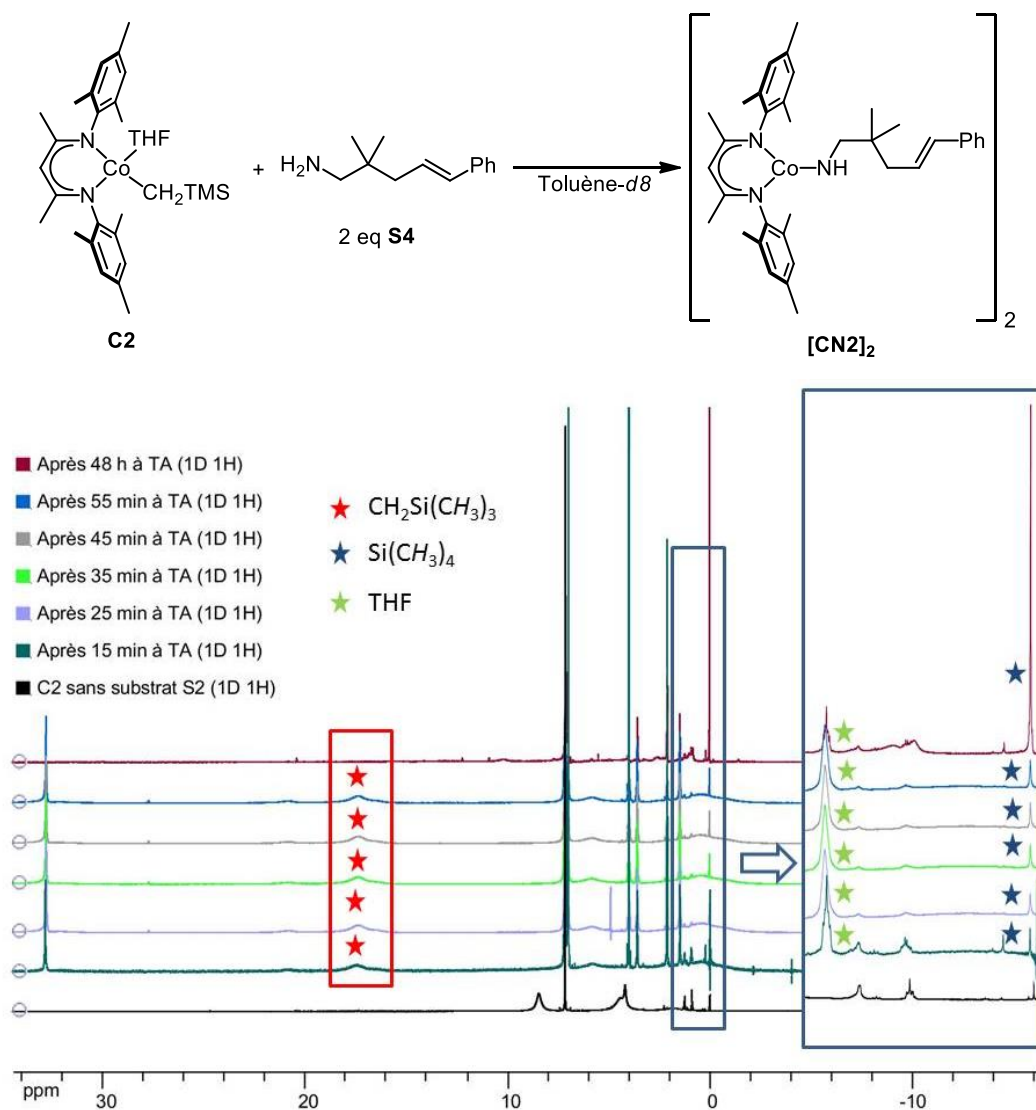 THF
N
Co
CH2TMS
N
C2
+
H2N
Ph
2 eq S4
Toluène-d8
N
Co
NH
Ph
N
2
[CN2]2
Après 48 h à TA (1D 1H)
Après 55 min à TA (1D 1H)
Après 45 min à TA (1D 1H)
Après 35 min à TA (1D 1H)
Après 25 min à TA (1D 1H)
Après 15 min à TA (1D 1H)
C2 sans substrat S2 (1D 1H)
CH2Si(CH3)3
Si(CH3)4
THF
ppm 30 20 10 0 -10